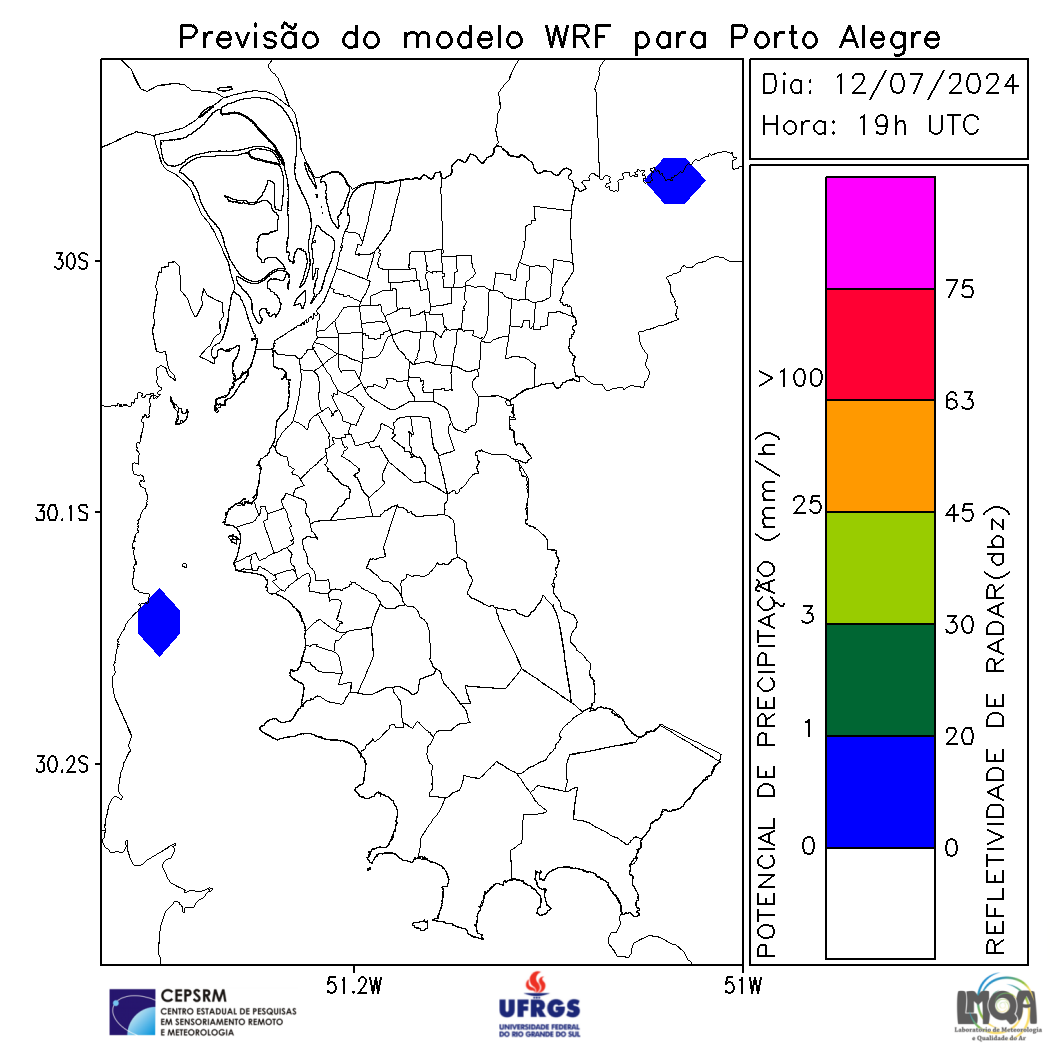 Previsão do modelo WRF para Porto Alegre
Dia: 12/07/2024
Hora: 19h UTC
30S
30.1S
30.2S
51.2W
51W
POTENCIAL DE PRECIPITAÇÃO (mm/h)
>100
25
3
1
0
75
63
45
30
20
0
REFLETIVIDADE DE RADAR(dbz)
CEPSRM
CENTRO ESTADUAL DE PESQUISAS
EM SENSORIAMENTO REMOTO
E METEOROLOGIA
UFRGS
UNIVERSIDADE FEDERAL
DO RIO GRANDE DO SUL
LMQA
Laboratório de Meteorologia
e Qualidade do Ar